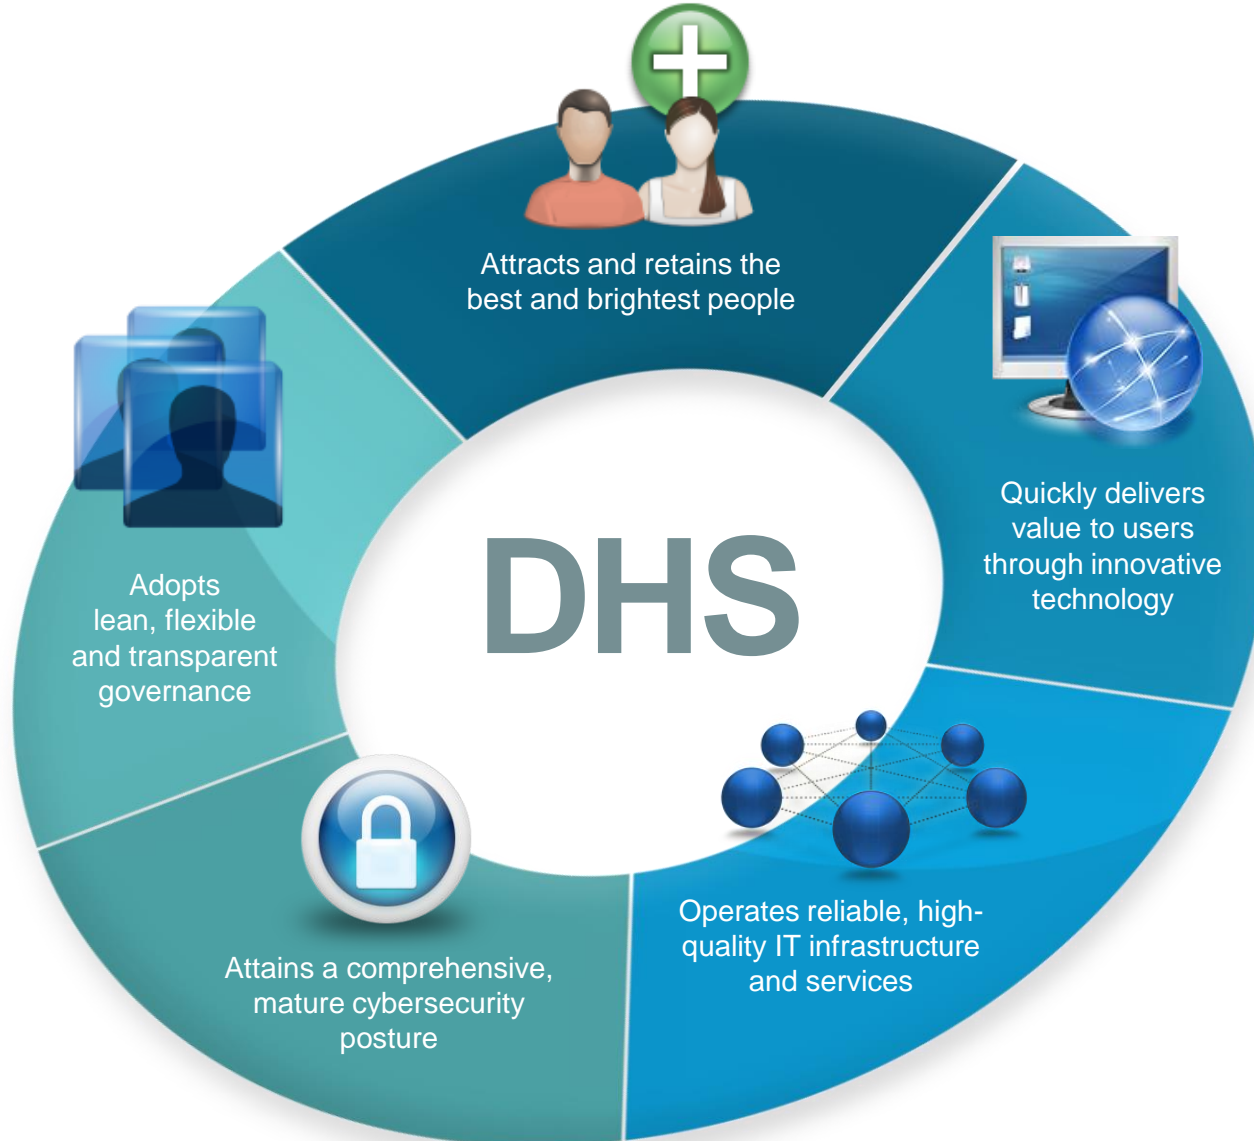 Attracts and retains the
best and brightest people
Quickly delivers
value to users
through innovative
technology
Adopts
lean, flexible
and transparent
governance
DHS
Operates reliable, high-
quality IT infrastructure
and services
Attains a comprehensive,
mature cybersecurity
posture